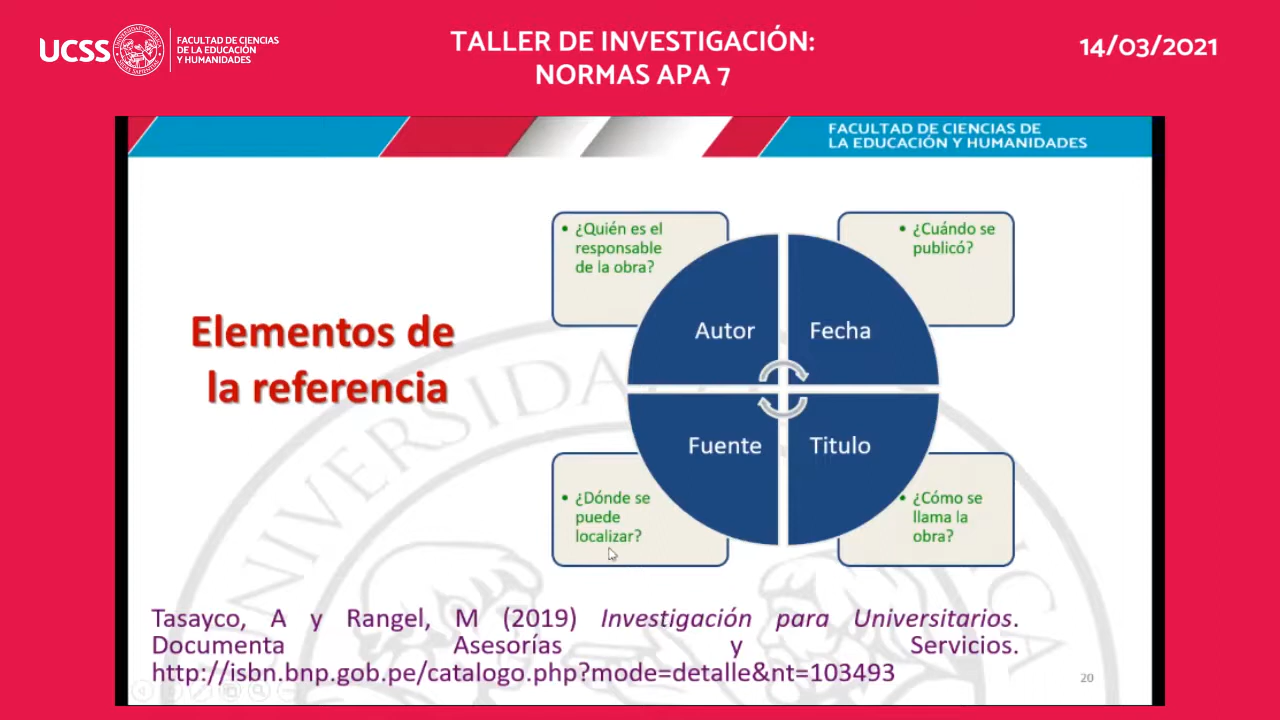 UCSS
FACULTAD DE CIENCIAS
DE LA EDUCACIÓN
Y HUMANIDADES
TALLER DE INVESTIGACIÓN:
NORMAS APA 7
14/03/2021
FACULTAD DE CIENCIAS DE
LA EDUCACIÓN Y HUMANIDADES
Elementos de
la referencia
• ¿Quién es el
responsable
de la obra?
• ¿Cuándo se
publicó?
Autor
Fecha
Fuente
Titulo
• ¿Dónde se
puede
localizar?
• ¿Cómo se
llama la
obra?
Tasayco, A y Rangel, M (2019) Investigación para Universitarios.
Documenta Asesorías y Servicios.
http://isbn.bnp.gob.pe/catalogo.php?mode=detalle&nt=103493
20